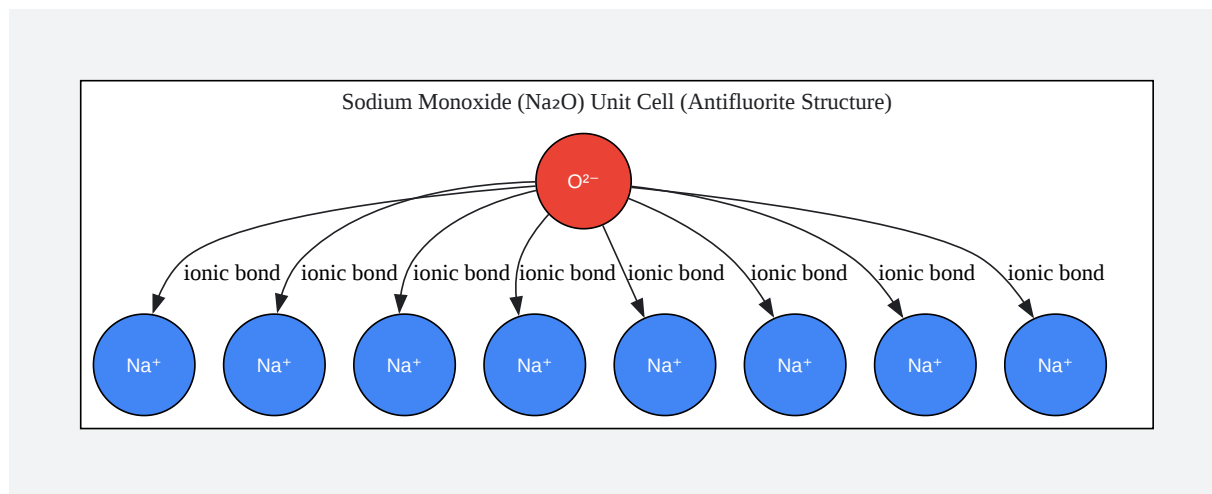 Sodium Monoxide (Na₂O) Unit Cell (Antifluorite Structure)
O²⁻
ionic bond ionic bond ionic bond ionic bond ionic bond ionic bond ionic bond ionic bond
Na⁺ Na⁺ Na⁺ Na⁺ Na⁺ Na⁺ Na⁺ Na⁺